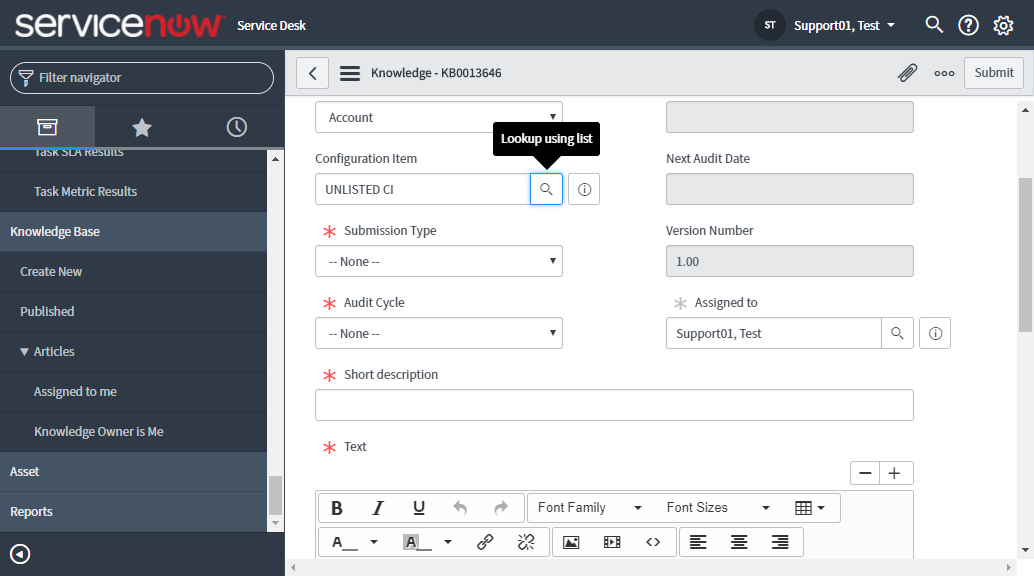 servicenow Service Desk
ST Support01, Test
Filter navigator
Knowledge - KB0013646
Submit
Task SLA Results
Task Metric Results
Knowledge Base
Create New
Published
Articles
Assigned to me
Knowledge Owner is Me
Asset
Reports
Account
Lookup using list
Configuration Item
Next Audit Date
UNLISTED CI
Submission Type
Version Number
-- None --
1.00
Audit Cycle
Assigned to
-- None --
Support01, Test
Short description
Text
B I U Font Family Font Sizes
A A